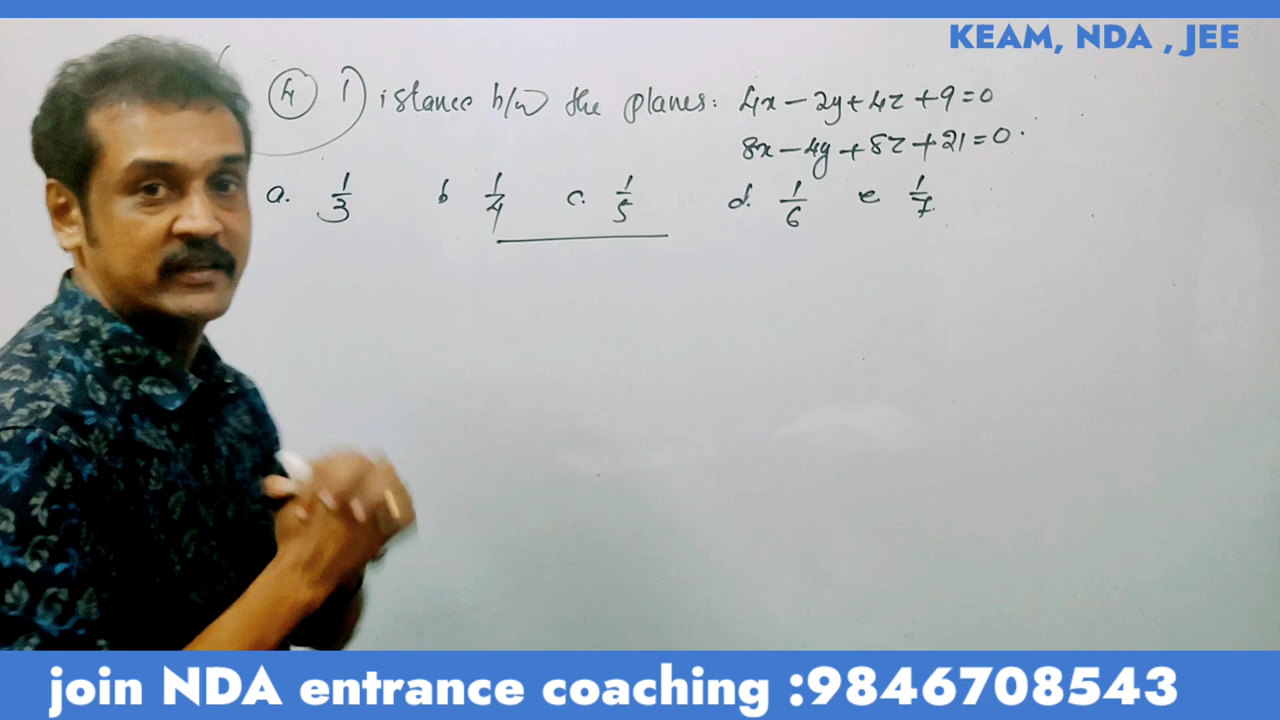 KEAM, NDA , JEE
④ Distance b/w the planes: 4x − 2y + 4z + 9 = 0
8x − 4y + 8z + 21 = 0.
a. 1/3 b 1/4 c. 1/5 d. 1/6 e 1/7.
join NDA entrance coaching :9846708543